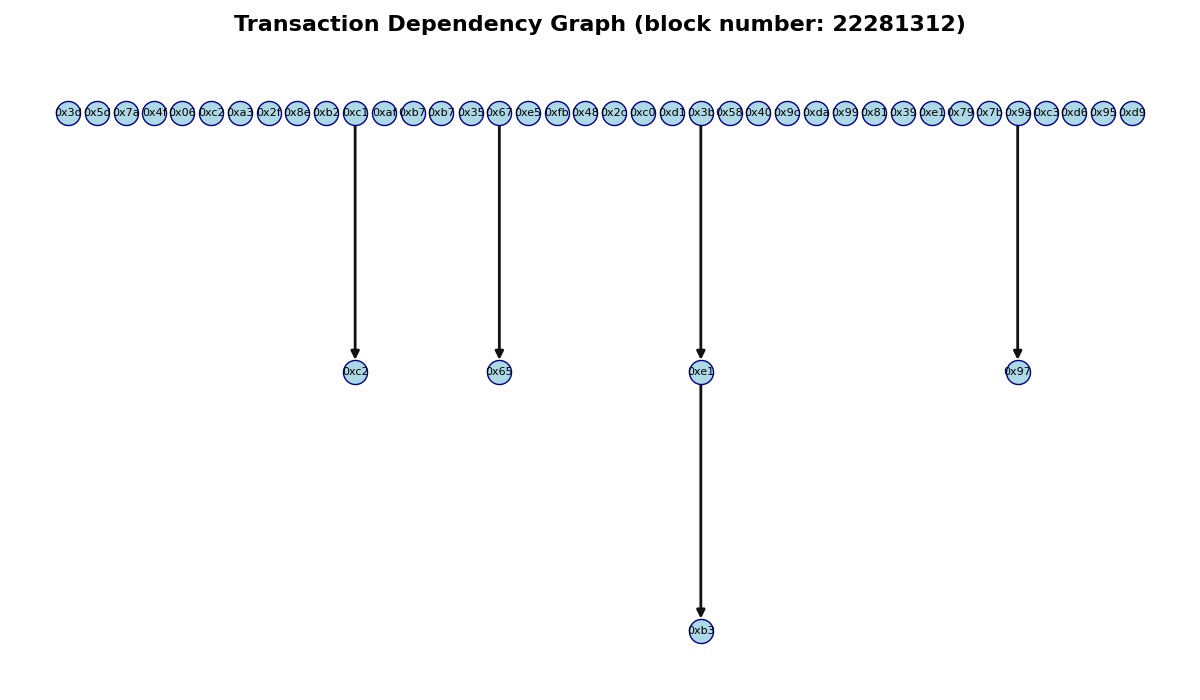 Transaction Dependency Graph (block number: 22281312)
0x3d 0x5d 0x7a 0x4f 0x06 0xc2 0xa3 0x2f 0x8e 0xb2 0xc1 0xaf 0xb7 0xb7 0x35 0x67 0xe5 0xfb 0x48 0x2c 0xc0 0xd1 0x3b 0x58 0x40 0x9c 0xda 0x99 0x81 0x39 0xe1 0x79 0x7b 0x9a 0xc3 0xd6 0x95 0xd9
0xc2 0x65 0xe1 0x97
0xb3